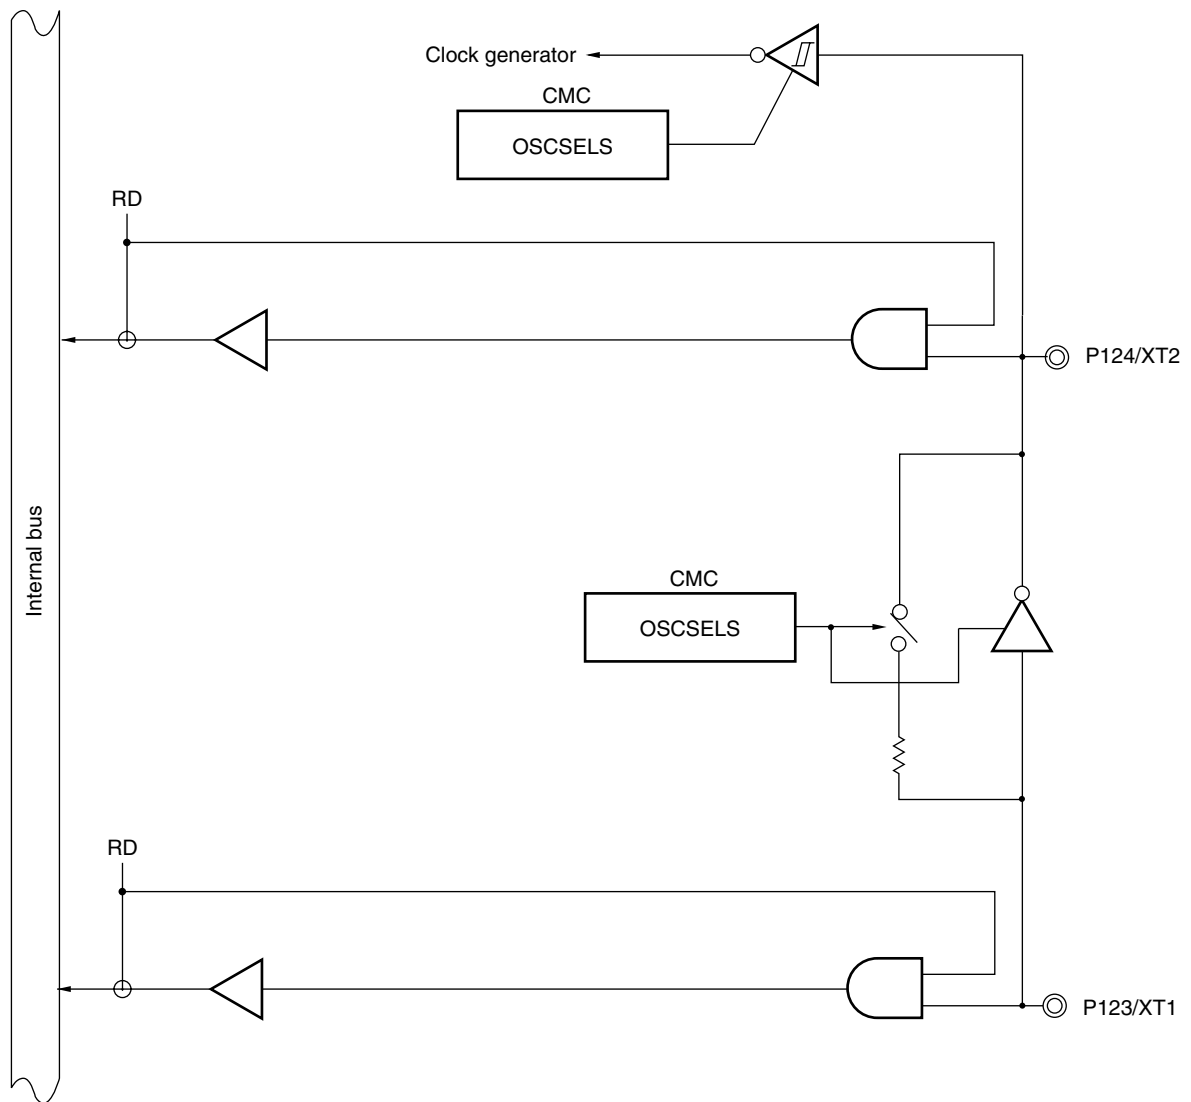 Clock generator
CMC
OSCSELS
RD
P124/XT2
Internal bus
CMC
OSCSELS
RD
P123/XT1